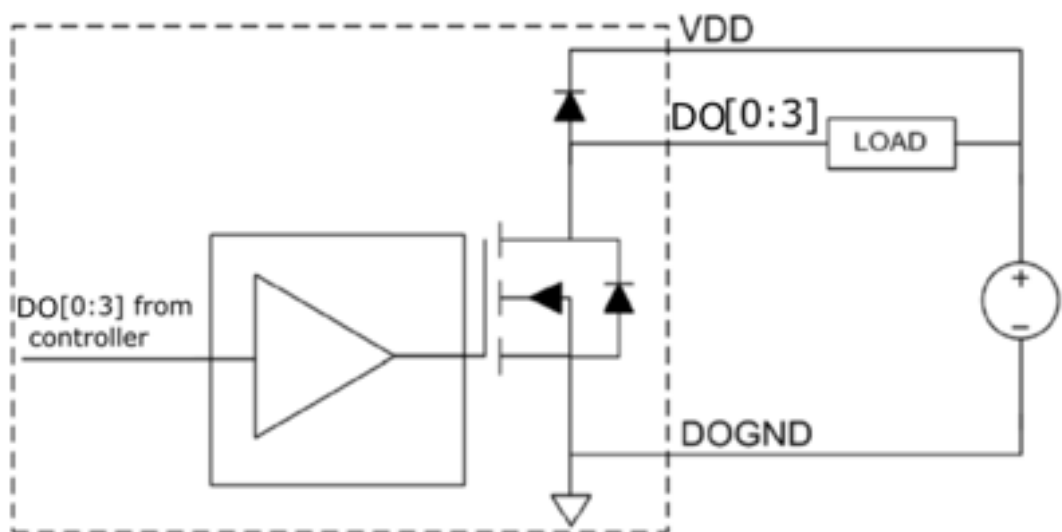 VDD
DO[0:3]
LOAD
DO[0:3] from
controller
+
−
DOGND